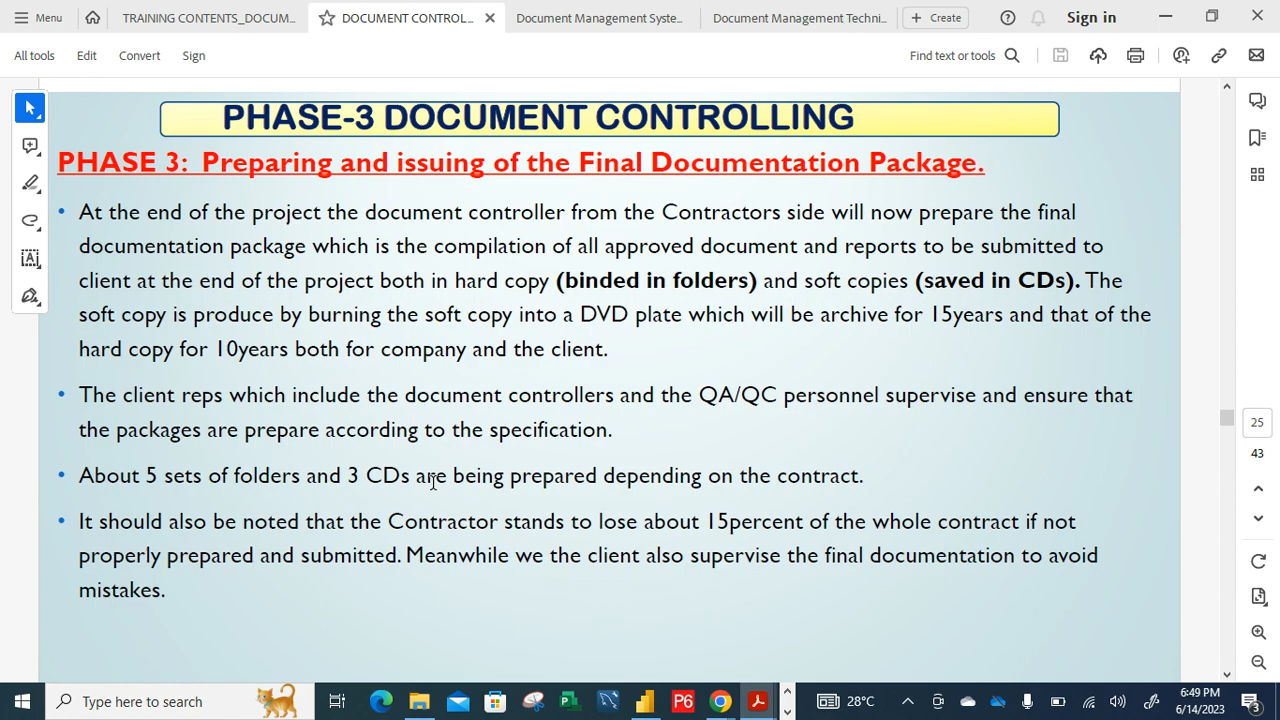 Menu
TRAINING CONTENTS_DOCUM...
DOCUMENT CONTROL...
Document Management Syste...
Document Management Techni...
Create
Sign in
All tools Edit Convert Sign
Find text or tools
PHASE-3 DOCUMENT CONTROLLING
PHASE 3: Preparing and issuing of the Final Documentation Package.
• At the end of the project the document controller from the Contractors side will now prepare the final
documentation package which is the compilation of all approved document and reports to be submitted to
client at the end of the project both in hard copy (binded in folders) and soft copies (saved in CDs). The
soft copy is produce by burning the soft copy into a DVD plate which will be archive for 15years and that of the
hard copy for 10years both for company and the client.
• The client reps which include the document controllers and the QA/QC personnel supervise and ensure that
the packages are prepare according to the specification.
• About 5 sets of folders and 3 CDs are being prepared depending on the contract.
• It should also be noted that the Contractor stands to lose about 15percent of the whole contract if not
properly prepared and submitted. Meanwhile we the client also supervise the final documentation to avoid
mistakes.
25
43
Type here to search
P6
28°C
6:49 PM
6/14/2023
3